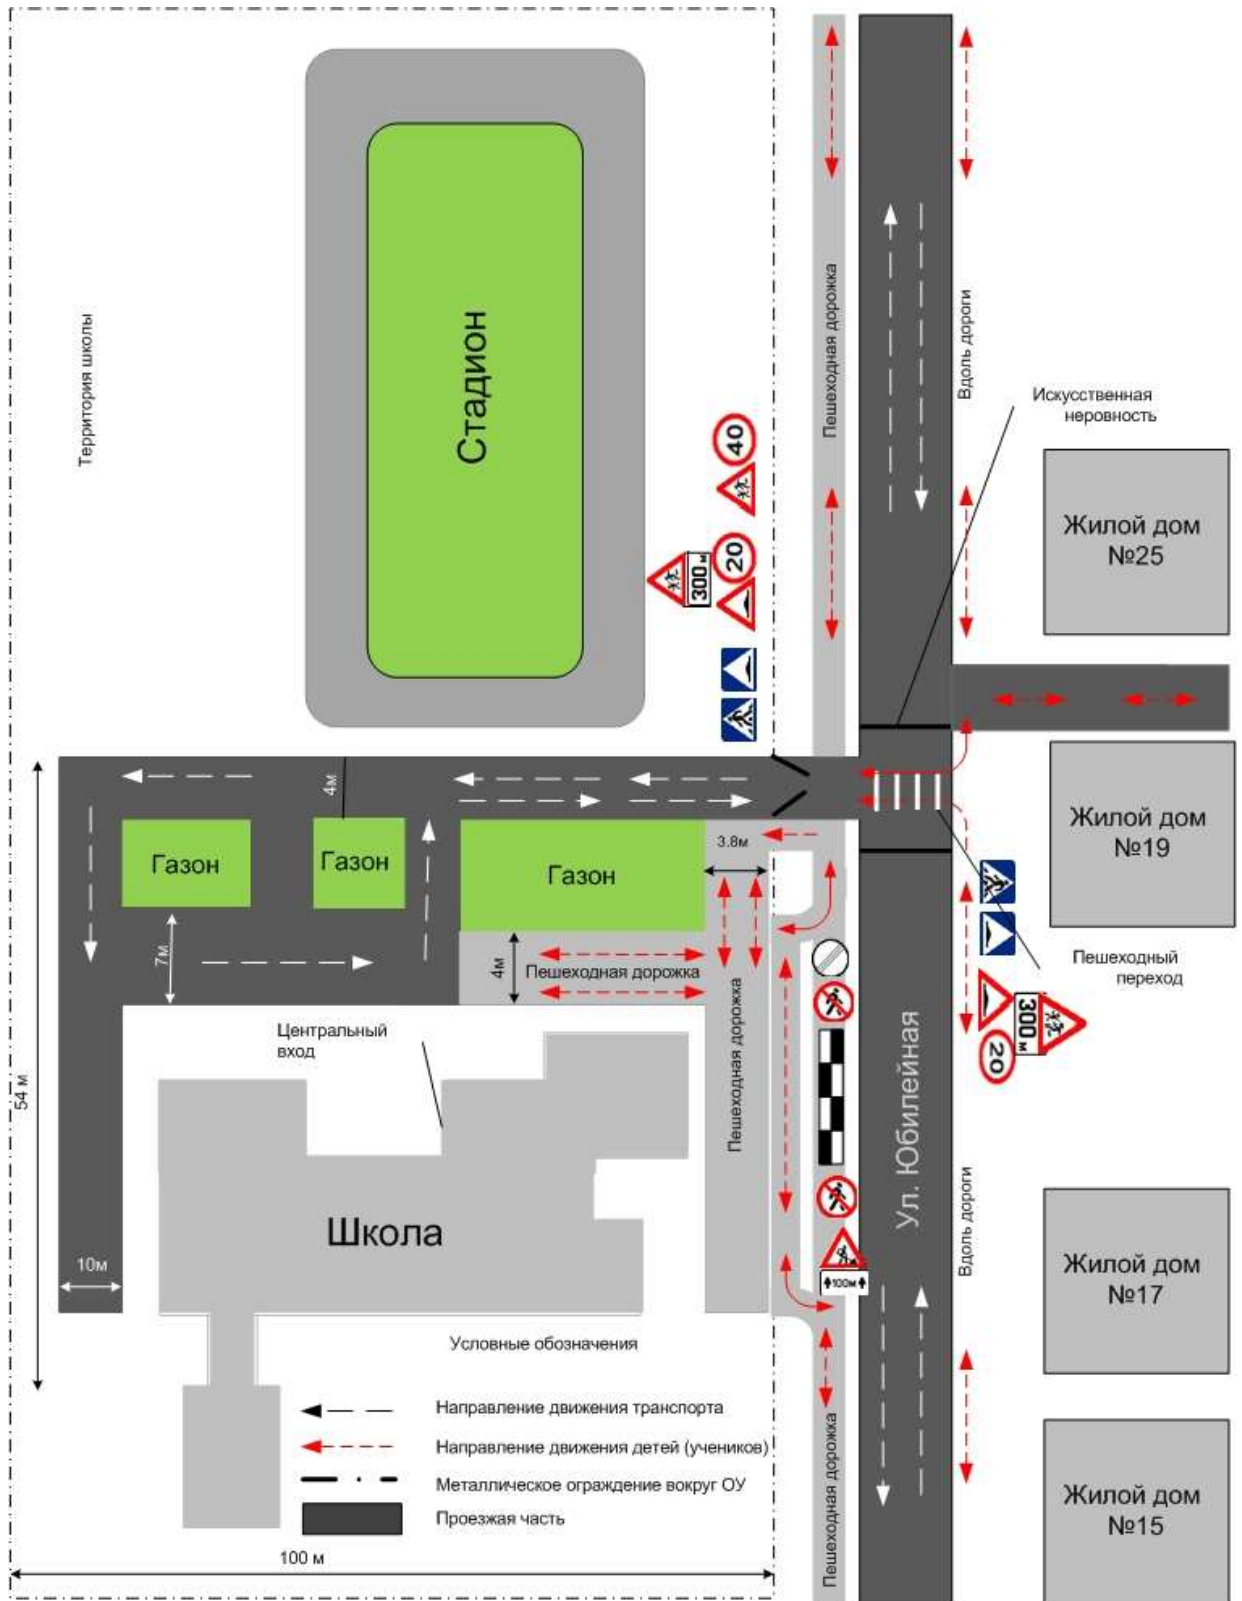 Территория школы
Стадион
40
20
300 м
Пешеходная дорожка
Вдоль дороги
Искусственная
неровность
Жилой дом
№25
Жилой дом
№19
4м
3.8м
Газон
Газон
Газон
7м
4м
Пешеходная дорожка
Пешеходная дорожка
Пешеходный
переход
300 м
20
Центральный
вход
54 м
Ул. Юбилейная
Вдоль дороги
Школа
10м
100м
Жилой дом
№17
Условные обозначения
Направление движения транспорта
Направление движения детей (учеников)
Металлическое ограждение вокруг ОУ
Проезжая часть
Пешеходная дорожка
Жилой дом
№15
100 м